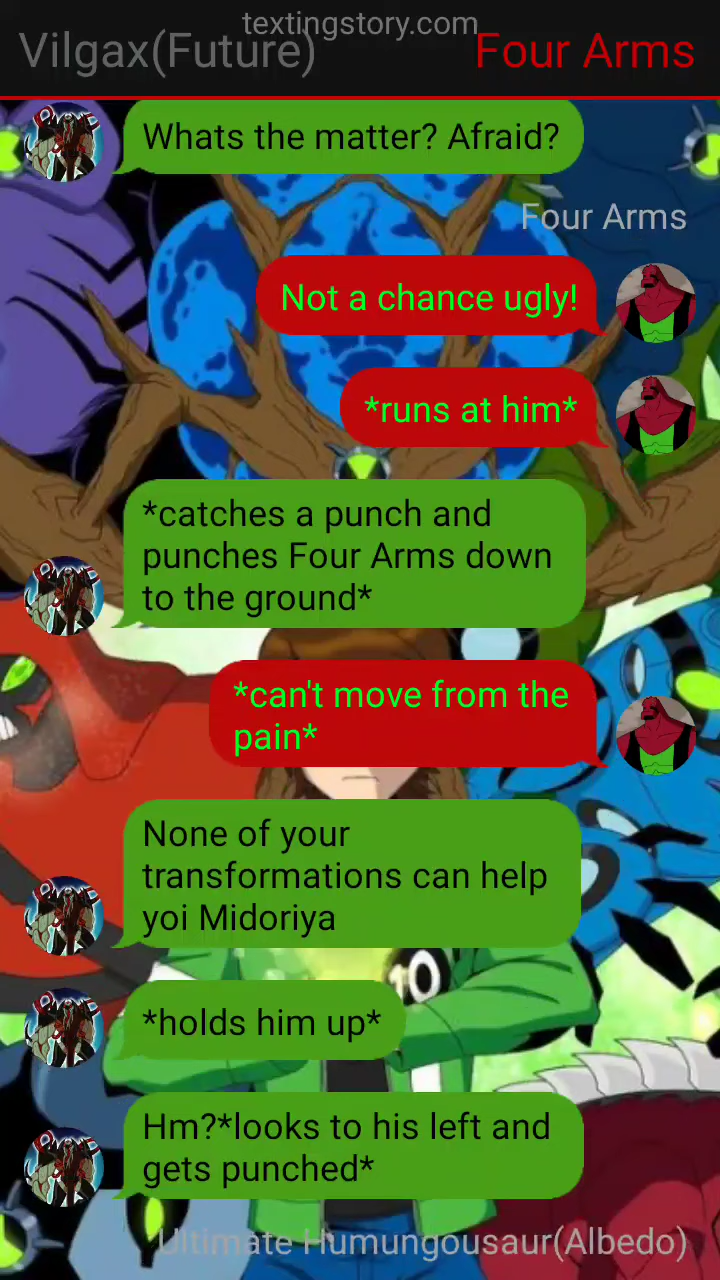 textingstory.com
Vilgax(Future)
Four Arms
Whats the matter? Afraid?
Four Arms
Not a chance ugly!
*runs at him*
*catches a punch and
punches Four Arms down
to the ground*
*can't move from the
pain*
None of your
transformations can help
yoi Midoriya
10
*holds him up*
Hm?*looks to his left and
gets punched*
Ultimate Humungousaur(Albedo)